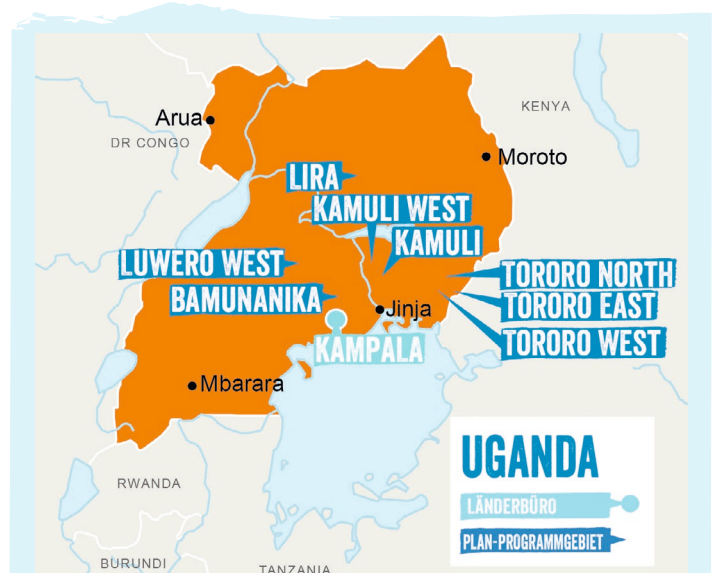 KENYA
Arua
DR CONGO
Moroto
LIRA
KAMULI WEST
KAMULI
LUWERO WEST
TORORO NORTH
BAMUNANIKA
TORORO EAST
Jinja
TORORO WEST
KAMPALA
Mbarara
UGANDA
RWANDA
LÄNDERBÜRO
PLAN-PROGRAMMGEBIET
BURUNDI
TANZANIA